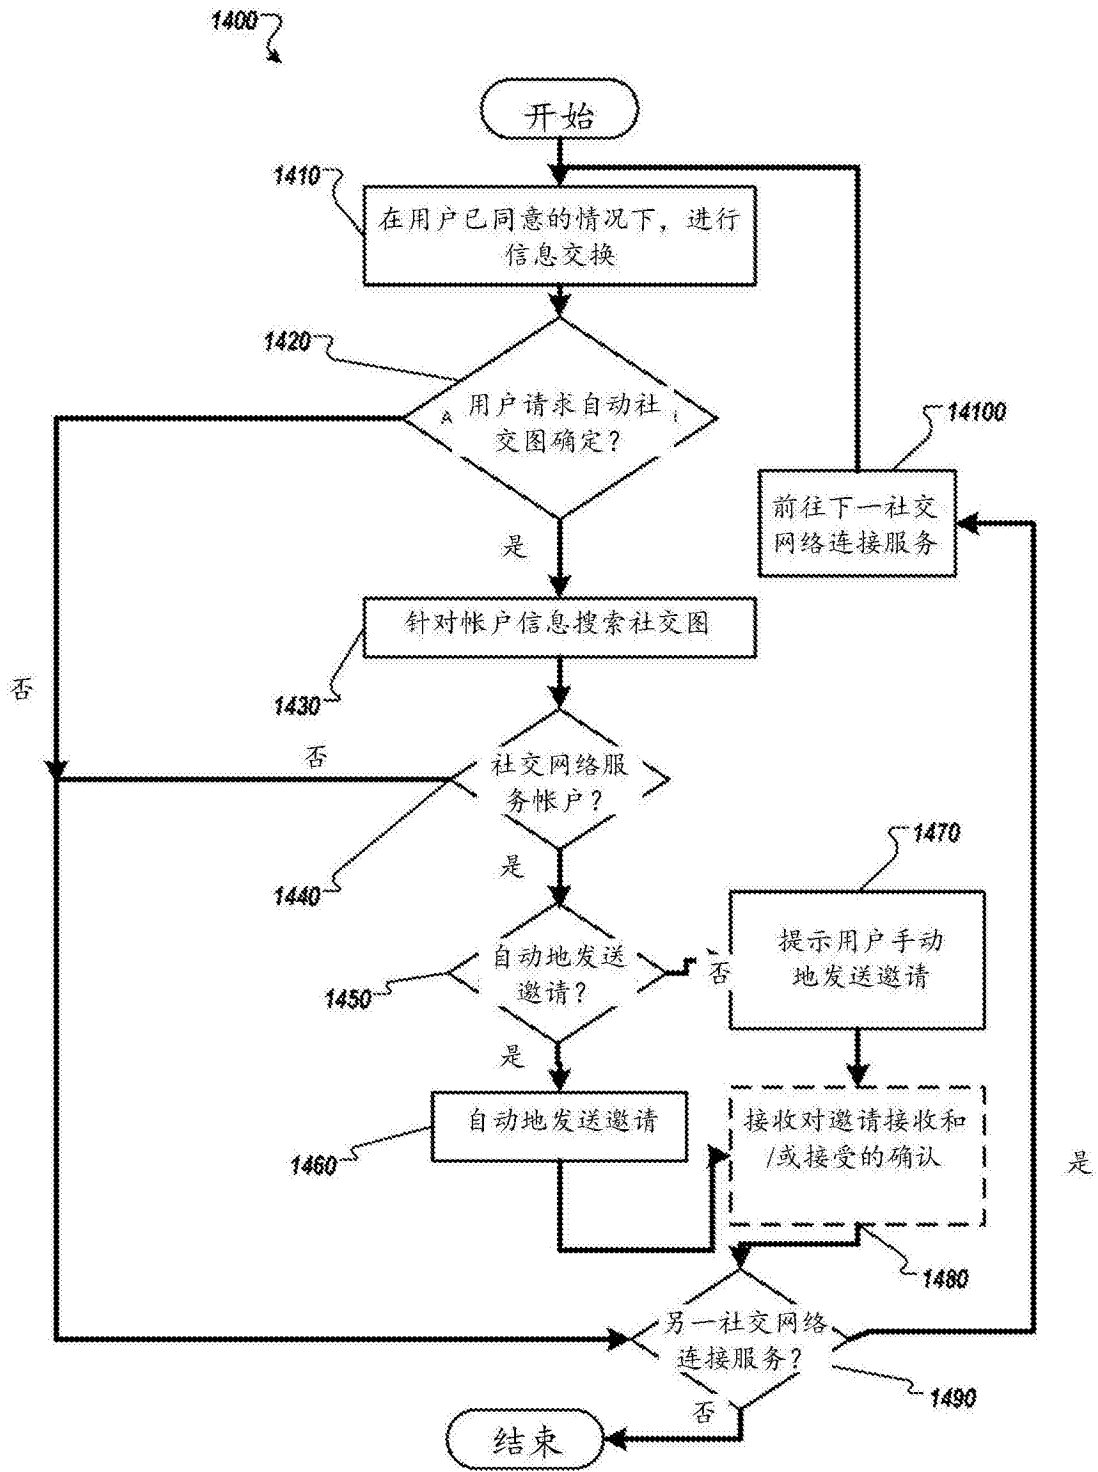 1400
开始
1410
在用户已同意的情况下，进行
信息交换
1420
用户请求自动社
交图确定？
14100
前往下一社交
网络连接服务
是
针对帐户信息搜索社交图
否
1430
否
社交网络服
务帐户？
1440
是
1470
提示用户手动
地发送邀请
自动地发送
邀请？
否
1450
是
自动地发送邀请
1460
接收对邀请接收和
/或接受的确认
是
1480
另一社交网络
连接服务？
1490
否
结束